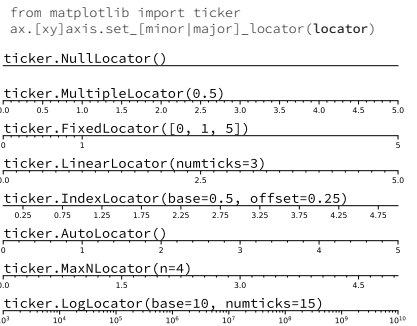 from matplotlib import ticker
ax.[xy]axis.set_[minor|major]_locator(locator)
ticker.NullLocator()
ticker.MultipleLocator(0.5)
0.0 0.5 1.0 1.5 2.0 2.5 3.0 3.5 4.0 4.5 5.0
ticker.FixedLocator([0, 1, 5])
0 1 5
ticker.LinearLocator(numticks=3)
0.0 2.5 5.0
ticker.IndexLocator(base=0.5, offset=0.25)
0.25 0.75 1.25 1.75 2.25 2.75 3.25 3.75 4.25 4.75
ticker.AutoLocator()
0 1 2 3 4 5
ticker.MaxNLocator(n=4)
0.0 1.5 3.0 4.5
ticker.LogLocator(base=10, numticks=15)
10³ 10⁴ 10⁵ 10⁶ 10⁷ 10⁸ 10⁹ 10¹⁰